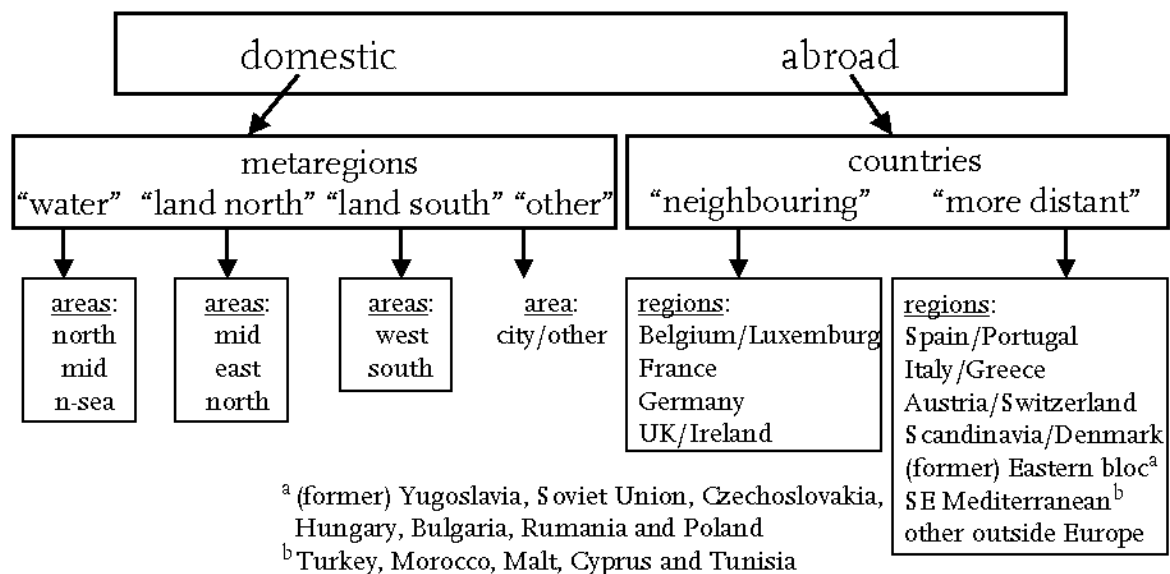 domestic abroad
metaregions
“water” “land north” “land south” “other”
countries
“neighbouring” “more distant”
areas:
north
mid
n-sea
areas:
mid
east
north
areas:
west
south
area:
city/other
regions:
Belgium/Luxemburg
France
Germany
UK/Ireland
regions:
Spain/Portugal
Italy/Greece
Austria/Switzerland
Scandinavia/Denmark
(former) Eastern bloc a
SE Mediterranean b
other outside Europe
a (former) Yugoslavia, Soviet Union, Czechoslovakia,
Hungary, Bulgaria, Rumania and Poland
b Turkey, Morocco, Malt, Cyprus and Tunisia